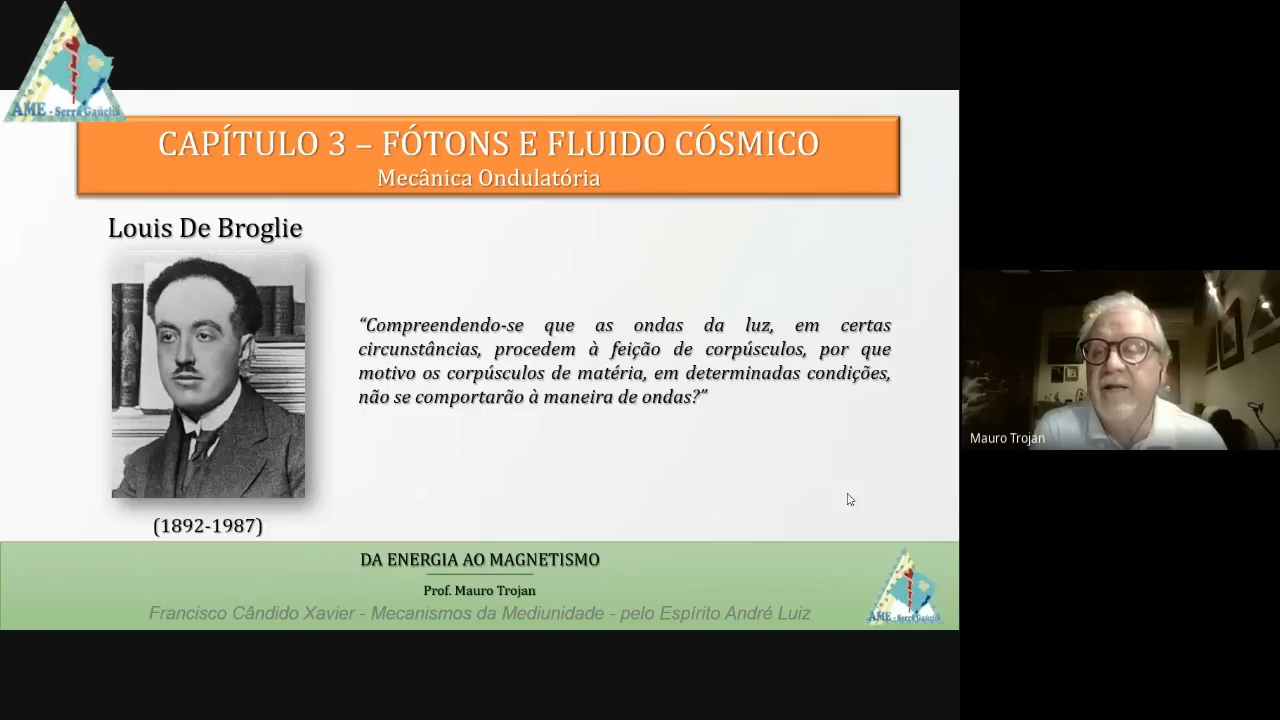 AME - Serra Gaúcha
CAPÍTULO 3 – FÓTONS E FLUIDO CÓSMICO
Mecânica Ondulatória
Louis De Broglie
“Compreendendo-se que as ondas da luz, em certas
circunstâncias, procedem à feição de corpúsculos, por que
motivo os corpúsculos de matéria, em determinadas condições,
não se comportarão à maneira de ondas?”
(1892-1987)
Mauro Trojan
DA ENERGIA AO MAGNETISMO
Prof. Mauro Trojan
Francisco Cândido Xavier - Mecanismos da Mediunidade - pelo Espírito André Luiz
AME - Serra Gaúcha